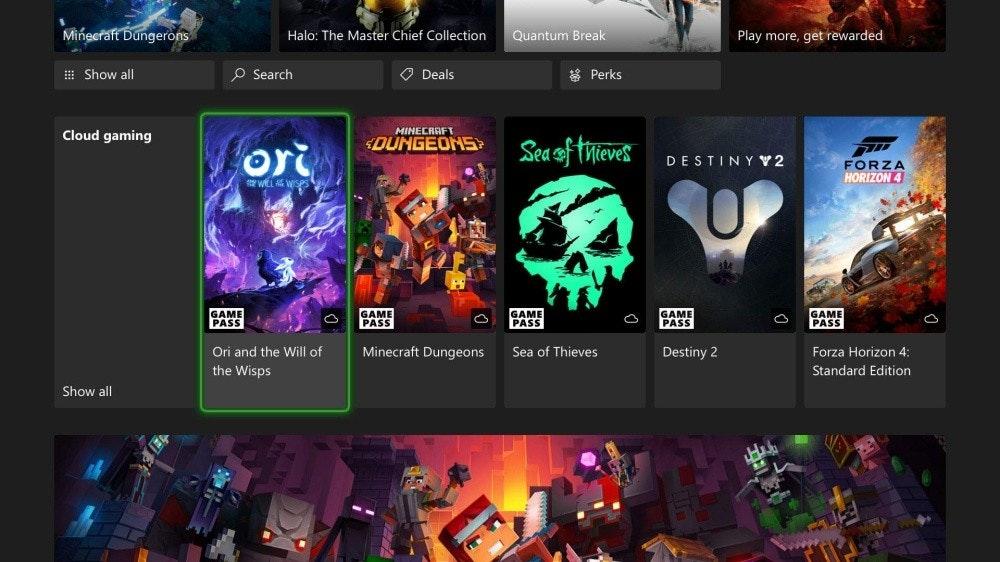 Minecraft Dungeons
Halo: The Master Chief Collection
Quantum Break
Play more, get rewarded
Show all
Search
Deals
Perks
Cloud gaming
Show all
ori
AND THE WILL OF THE WISPS
GAME
PASS
Ori and the Will of
the Wisps
MINECRAFT
DUNGEONS
GAME
PASS
Minecraft Dungeons
Sea of Thieves
GAME
PASS
Sea of Thieves
DESTINY 2
GAME
PASS
Destiny 2
FORZA
HORIZON 4
GAME
PASS
Forza Horizon 4:
Standard Edition